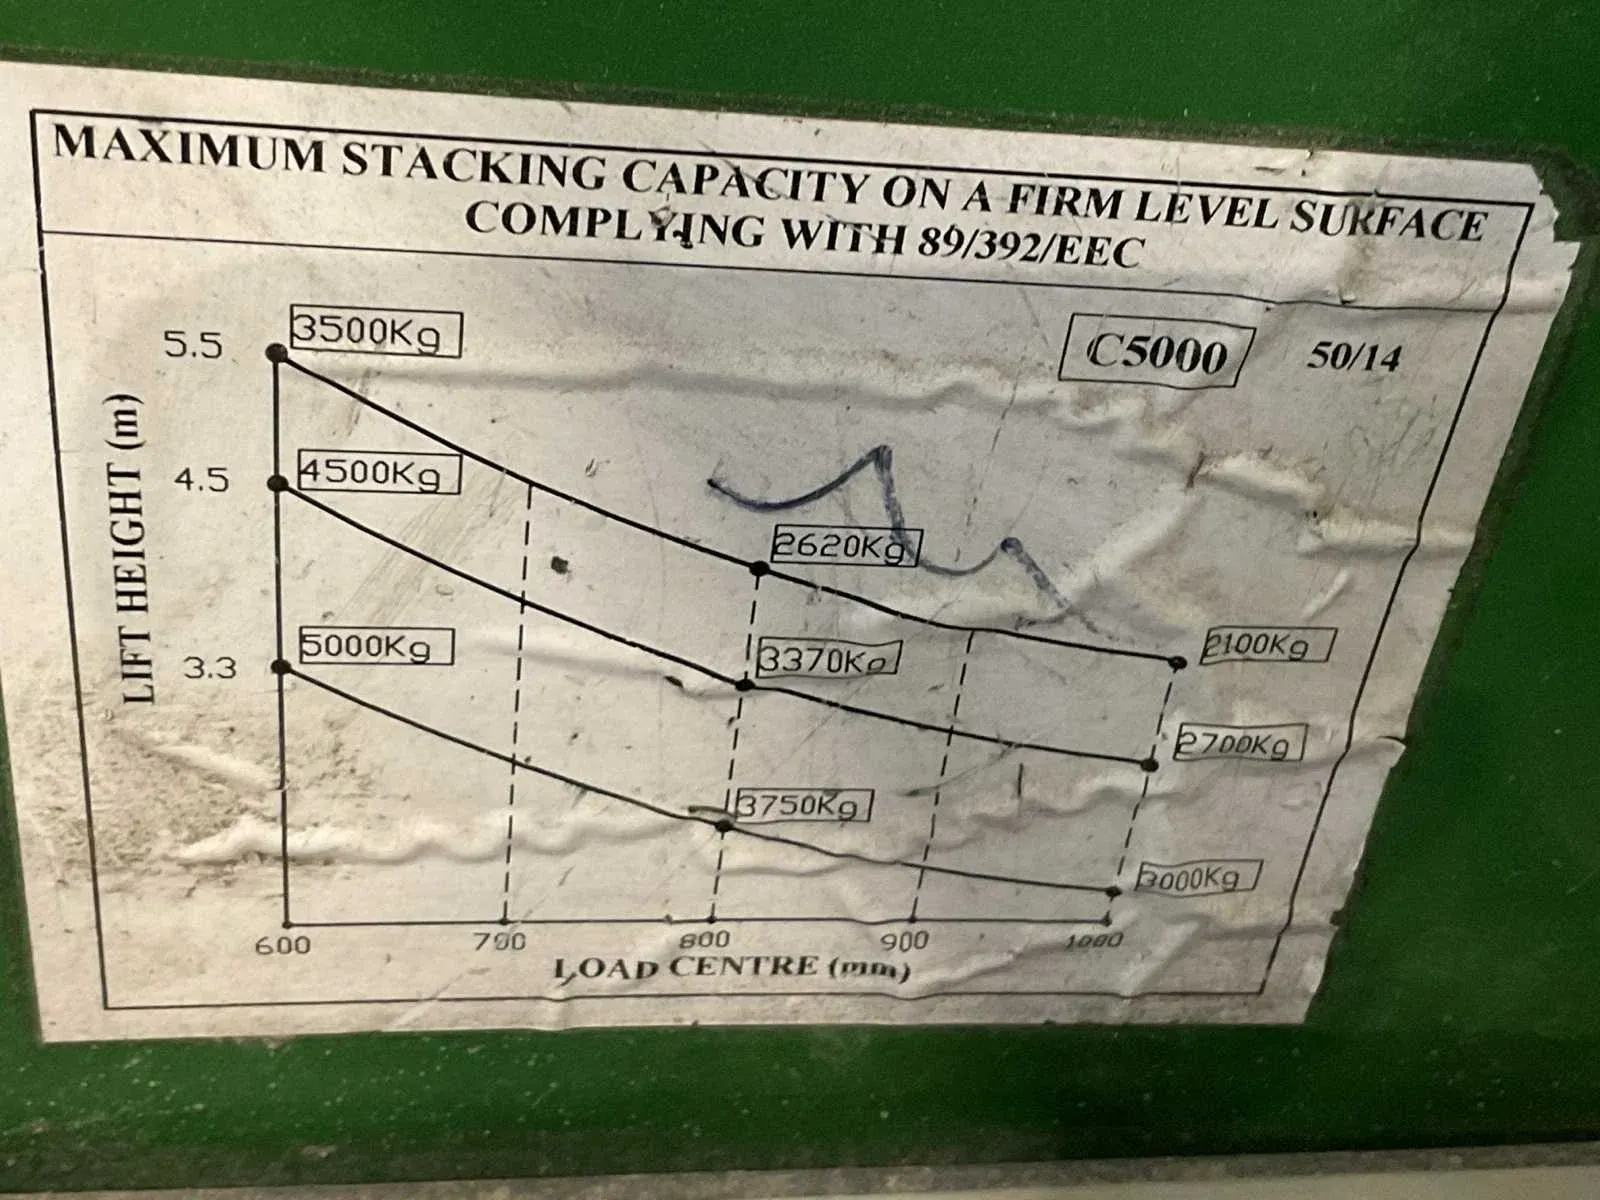 MAXIMUM STACKING CAPACITY ON A FIRM LEVEL SURFACE
COMPLYING WITH 89/392/EEC
C5000
50/14
LIFT HEIGHT (m)
5.5
3500Kg
4.5
4500Kg
2620Kg
3.3
5000Kg
3370Kg
2100Kg
2700Kg
3750Kg
3000Kg
600
700
800
900
1000
LOAD CENTRE (mm)